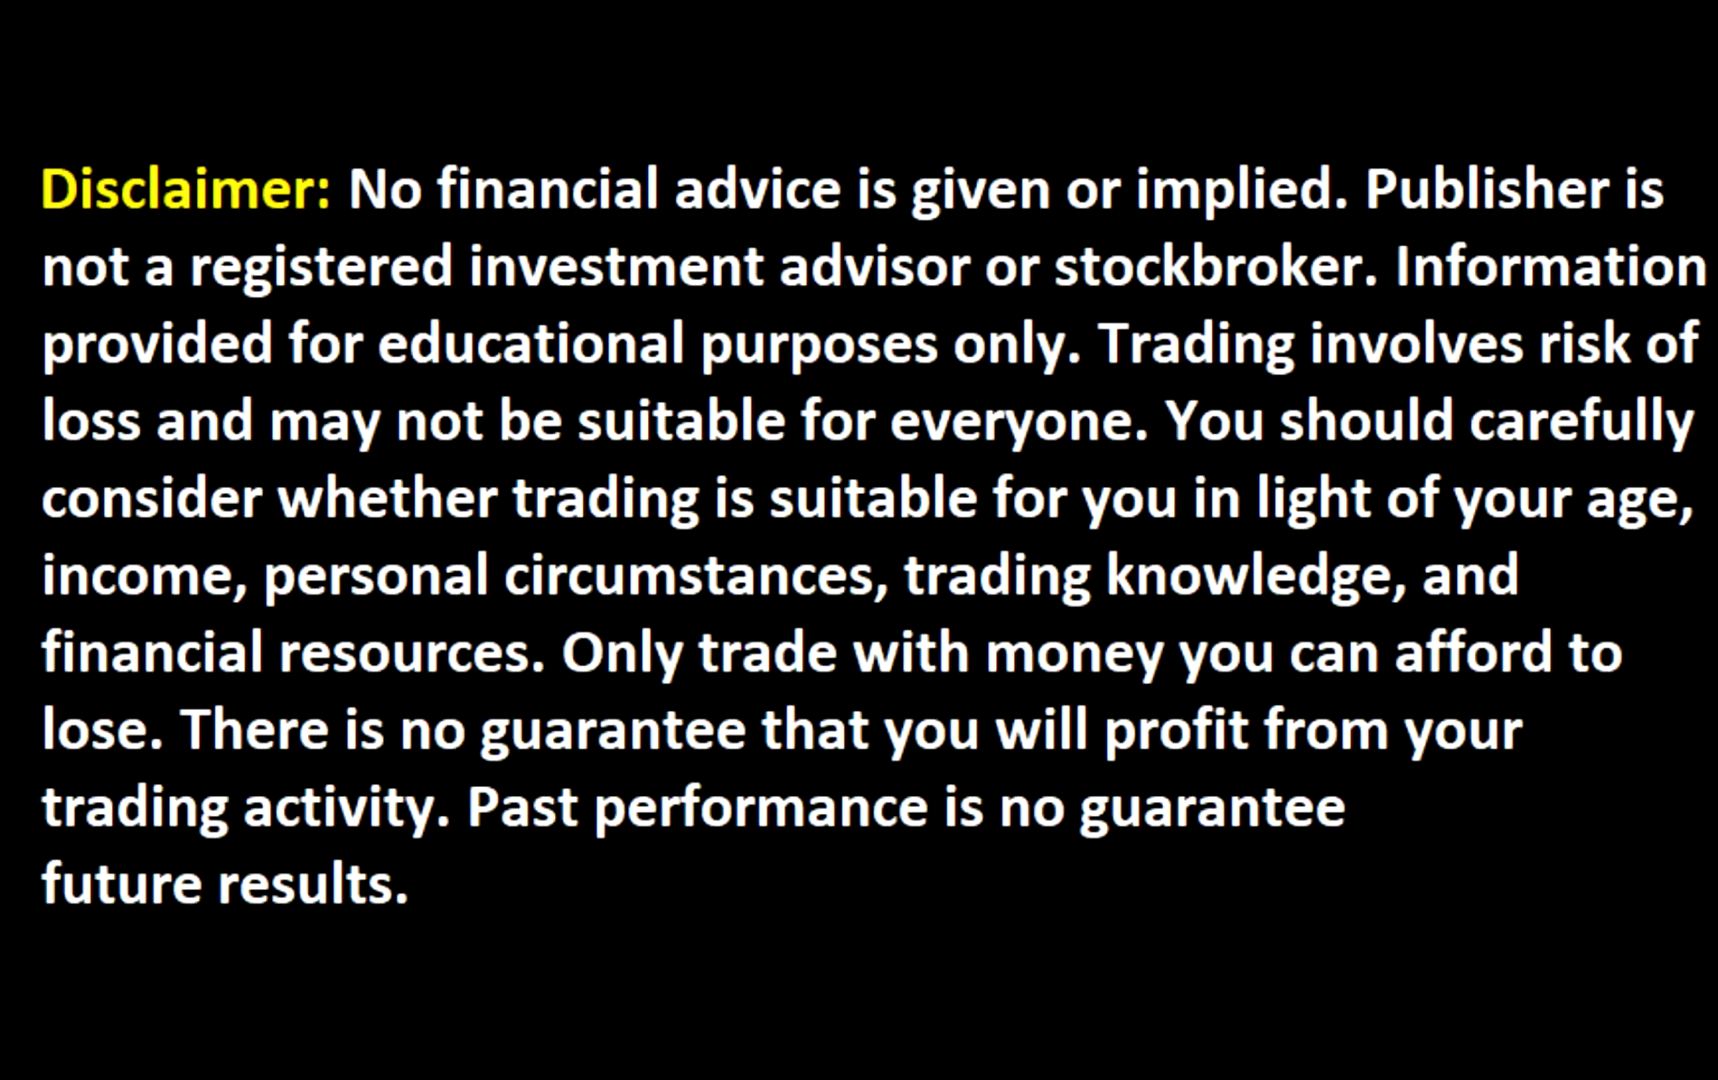 Disclaimer: No financial advice is given or implied. Publisher is
not a registered investment advisor or stockbroker. Information
provided for educational purposes only. Trading involves risk of
loss and may not be suitable for everyone. You should carefully
consider whether trading is suitable for you in light of your age,
income, personal circumstances, trading knowledge, and
financial resources. Only trade with money you can afford to
lose. There is no guarantee that you will profit from your
trading activity. Past performance is no guarantee
future results.